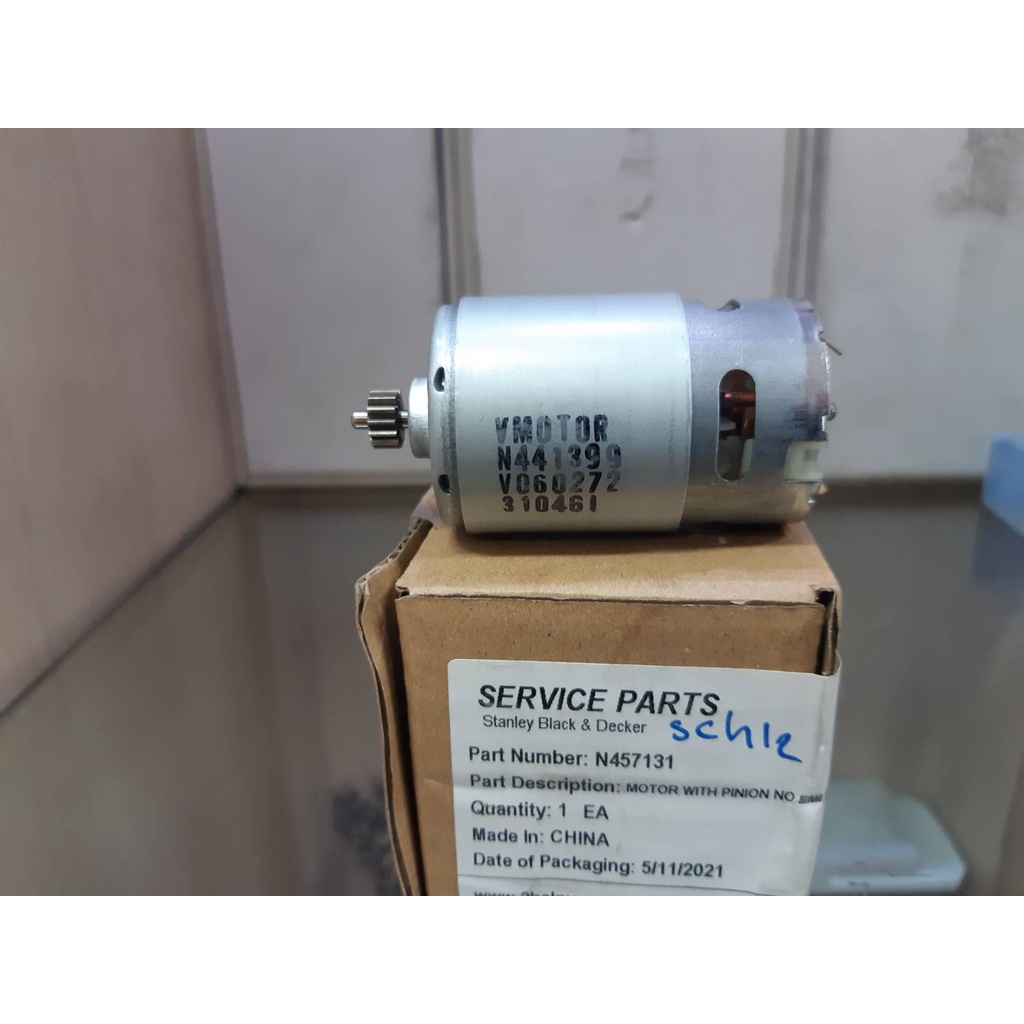 VMOTOR
N441399
V060272
310461
SERVICE PARTS
Stanley Black & Decker
Part Number: N457131
Part Description: MOTOR WITH PINION NO
Quantity: 1 EA
Made In: CHINA
Date of Packaging: 5/11/2021